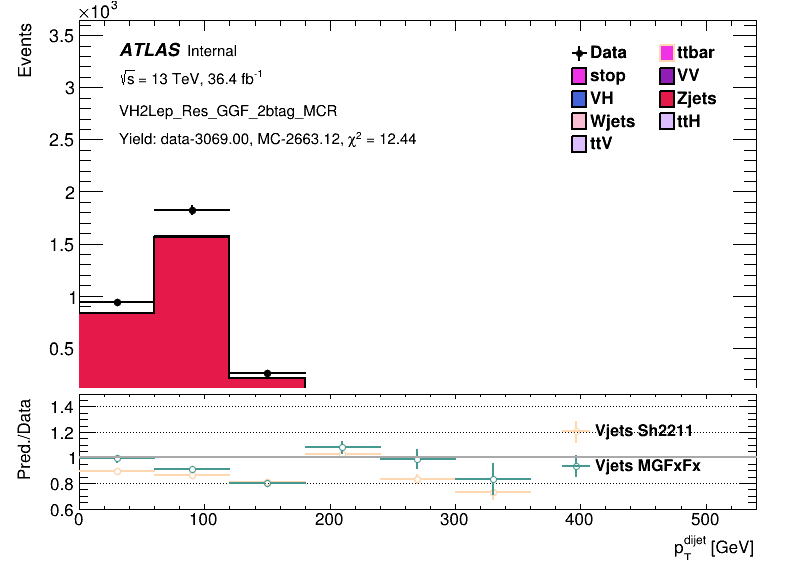 ×10³
Events
3.5
3
2.5
2
1.5
1
0.5
ATLAS Internal
√s = 13 TeV, 36.4 fb⁻¹
VH2Lep_Res_GGF_2btag_MCR
Yield: data-3069.00, MC-2663.12, χ² = 12.44
Data ttbar
stop VV
VH Zjets
Wjets ttH
ttV
Pred./Data
1.4
1.2
1
0.8
0.6
Vjets Sh2211
Vjets MGFxFx
0 100 200 300 400 500
p_T^dijet [GeV]